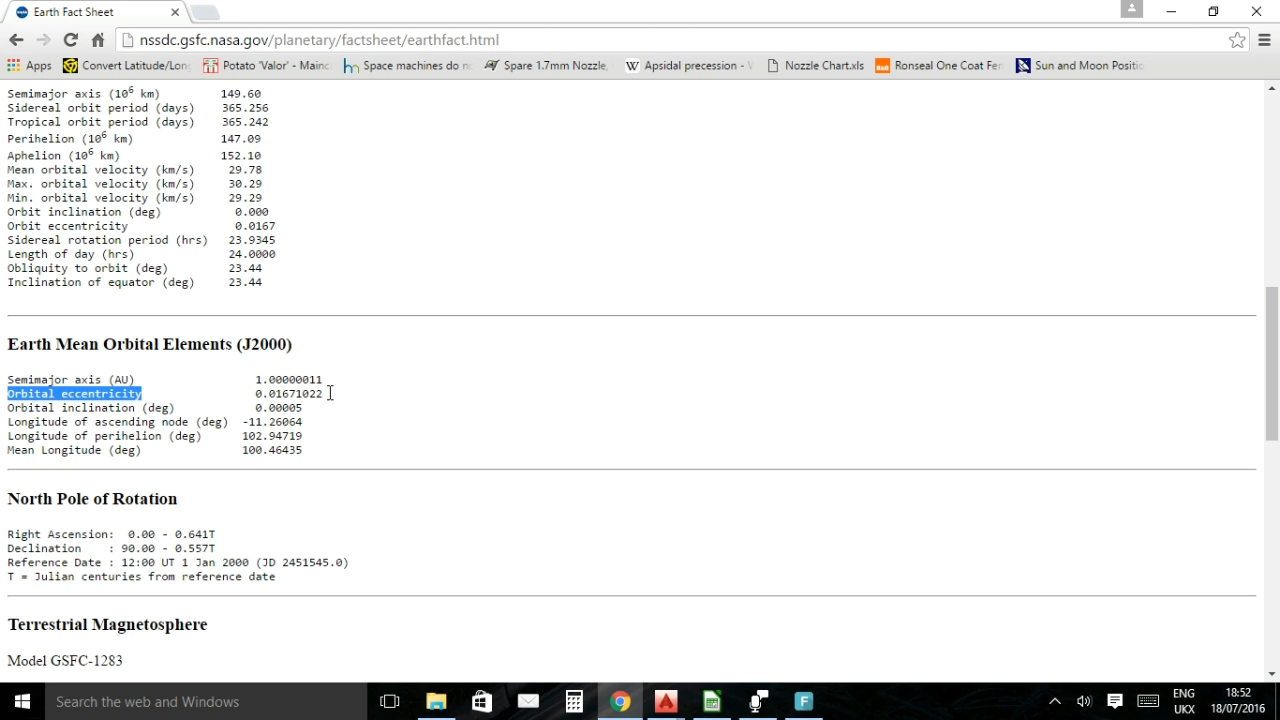 Earth Fact Sheet
nssdc.gsfc.nasa.gov/planetary/factsheet/earthfact.html
Apps Convert Latitude/Lon Potato 'Valor' - Mainc Space machines do n Spare 1.7mm Nozzle, Apsidal precession - Nozzle Chart.xls Ronseal One Coat Fen Sun and Moon Positio
Semimajor axis (10^6 km) 149.60
Sidereal orbit period (days) 365.256
Tropical orbit period (days) 365.242
Perihelion (10^6 km) 147.09
Aphelion (10^6 km) 152.10
Mean orbital velocity (km/s) 29.78
Max. orbital velocity (km/s) 30.29
Min. orbital velocity (km/s) 29.29
Orbit inclination (deg) 0.000
Orbit eccentricity 0.0167
Sidereal rotation period (hrs) 23.9345
Length of day (hrs) 24.0000
Obliquity to orbit (deg) 23.44
Inclination of equator (deg) 23.44
Earth Mean Orbital Elements (J2000)
Semimajor axis (AU) 1.00000011
Orbital eccentricity 0.01671022
Orbital inclination (deg) 0.00005
Longitude of ascending node (deg) -11.26064
Longitude of perihelion (deg) 102.94719
Mean Longitude (deg) 100.46435
North Pole of Rotation
Right Ascension: 0.00 - 0.641T
Declination : 90.00 - 0.557T
Reference Date : 12:00 UT 1 Jan 2000 (JD 2451545.0)
T = Julian centuries from reference date
Terrestrial Magnetosphere
Model GSFC-1283
Search the web and Windows
ENG 18:52
UKX 18/07/2016